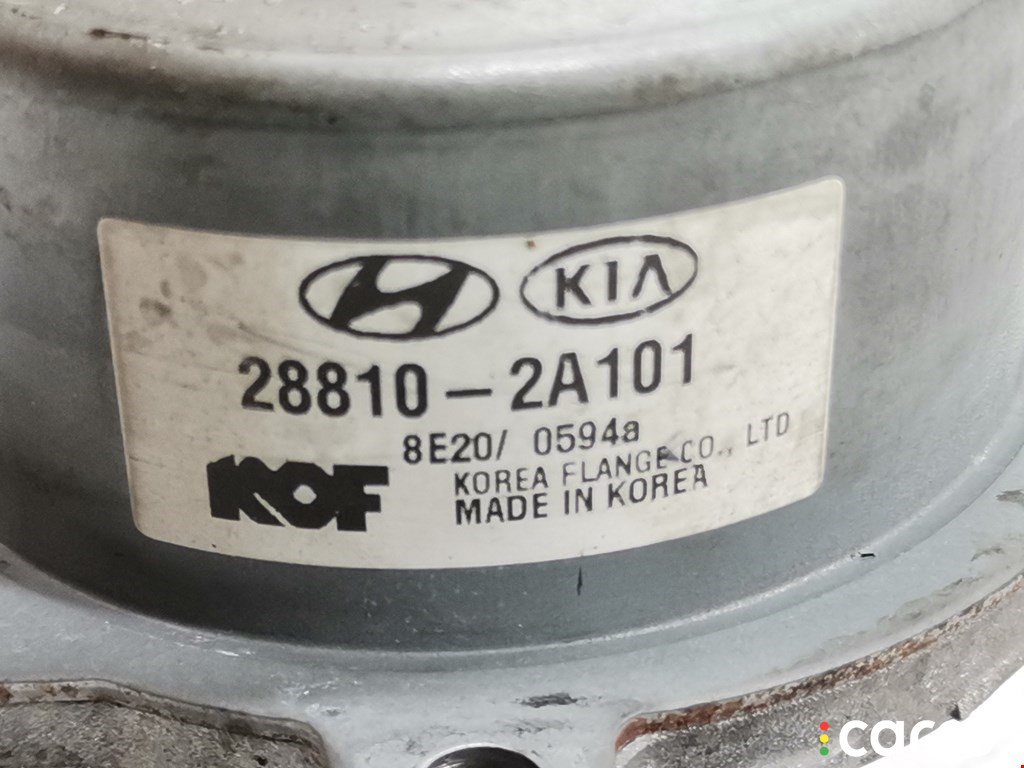 KIA
28810-2A101
8E20/ 0594a
KOF
KOREA FLANGE CO., LTD
MADE IN KOREA